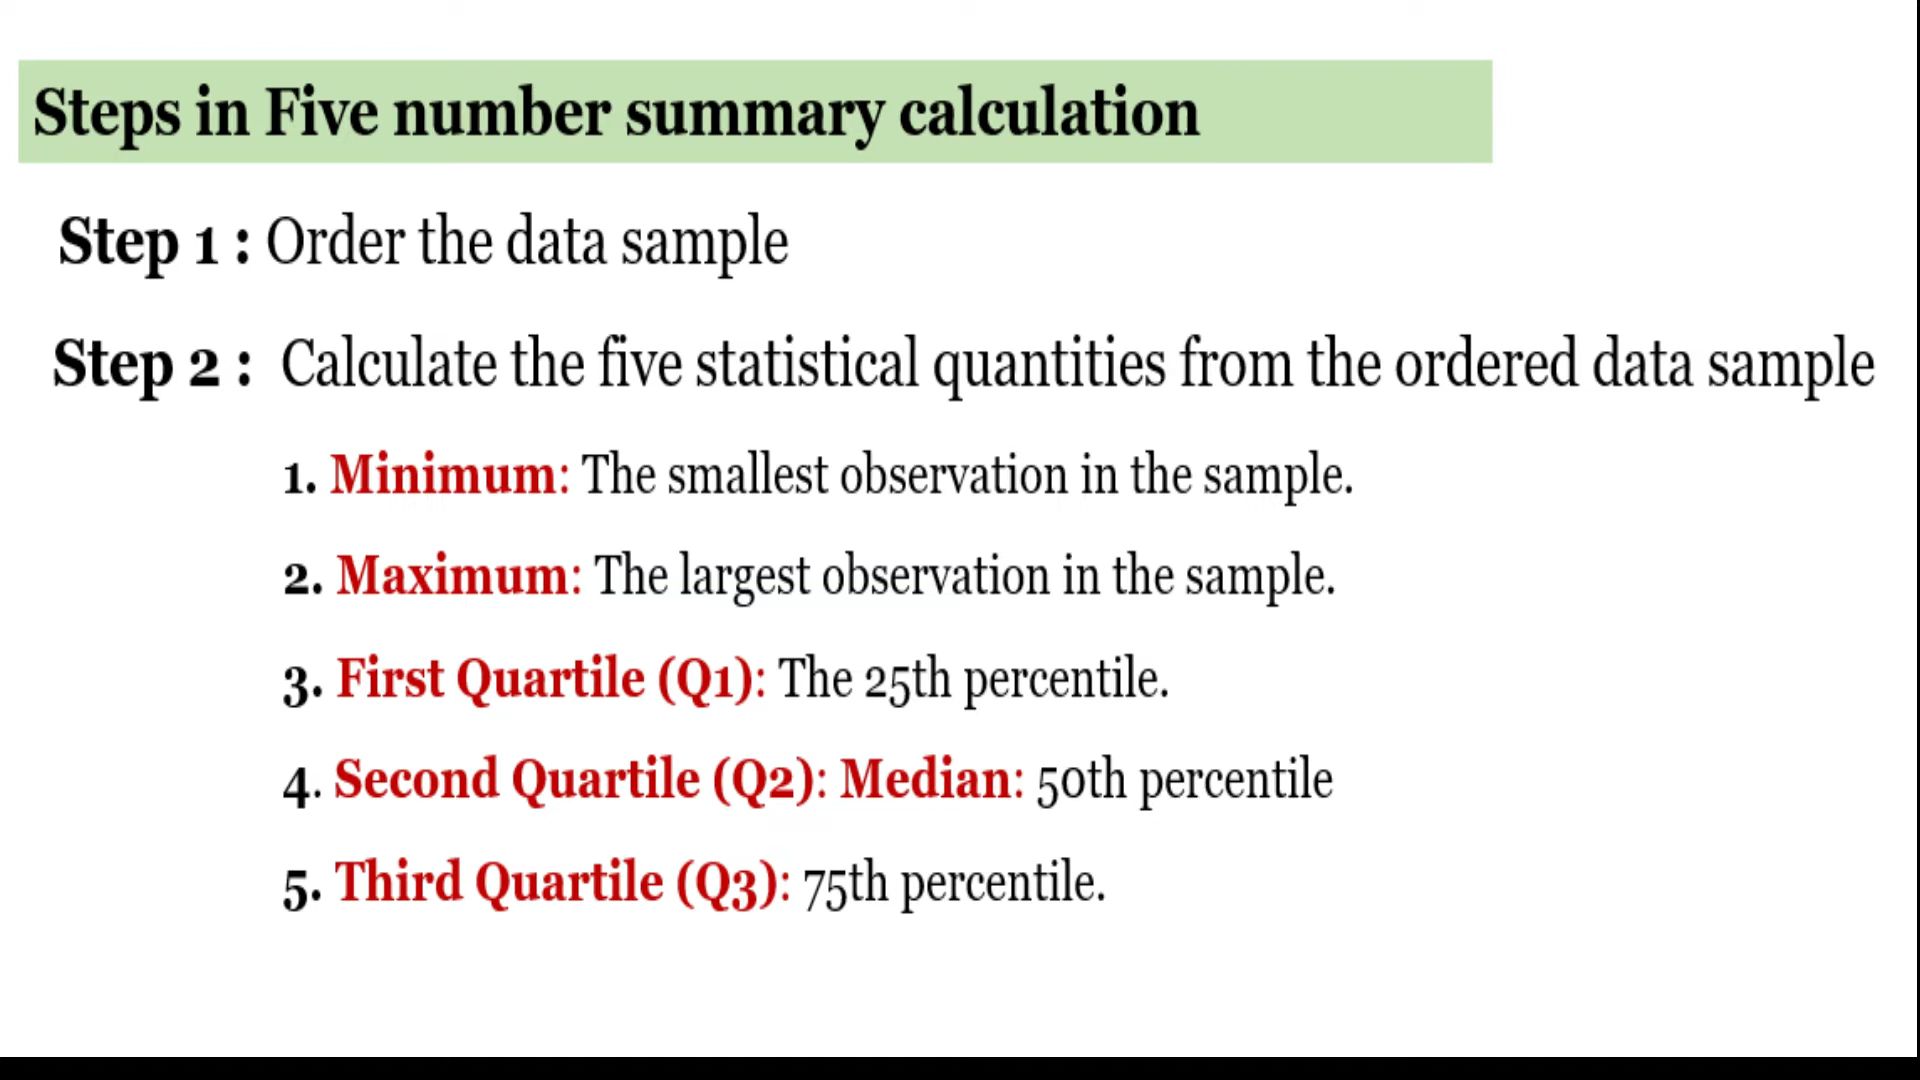 Steps in Five number summary calculation
Step 1 : Order the data sample
Step 2 : Calculate the five statistical quantities from the ordered data sample
1. Minimum: The smallest observation in the sample.
2. Maximum: The largest observation in the sample.
3. First Quartile (Q1): The 25th percentile.
4. Second Quartile (Q2): Median: 50th percentile
5. Third Quartile (Q3): 75th percentile.